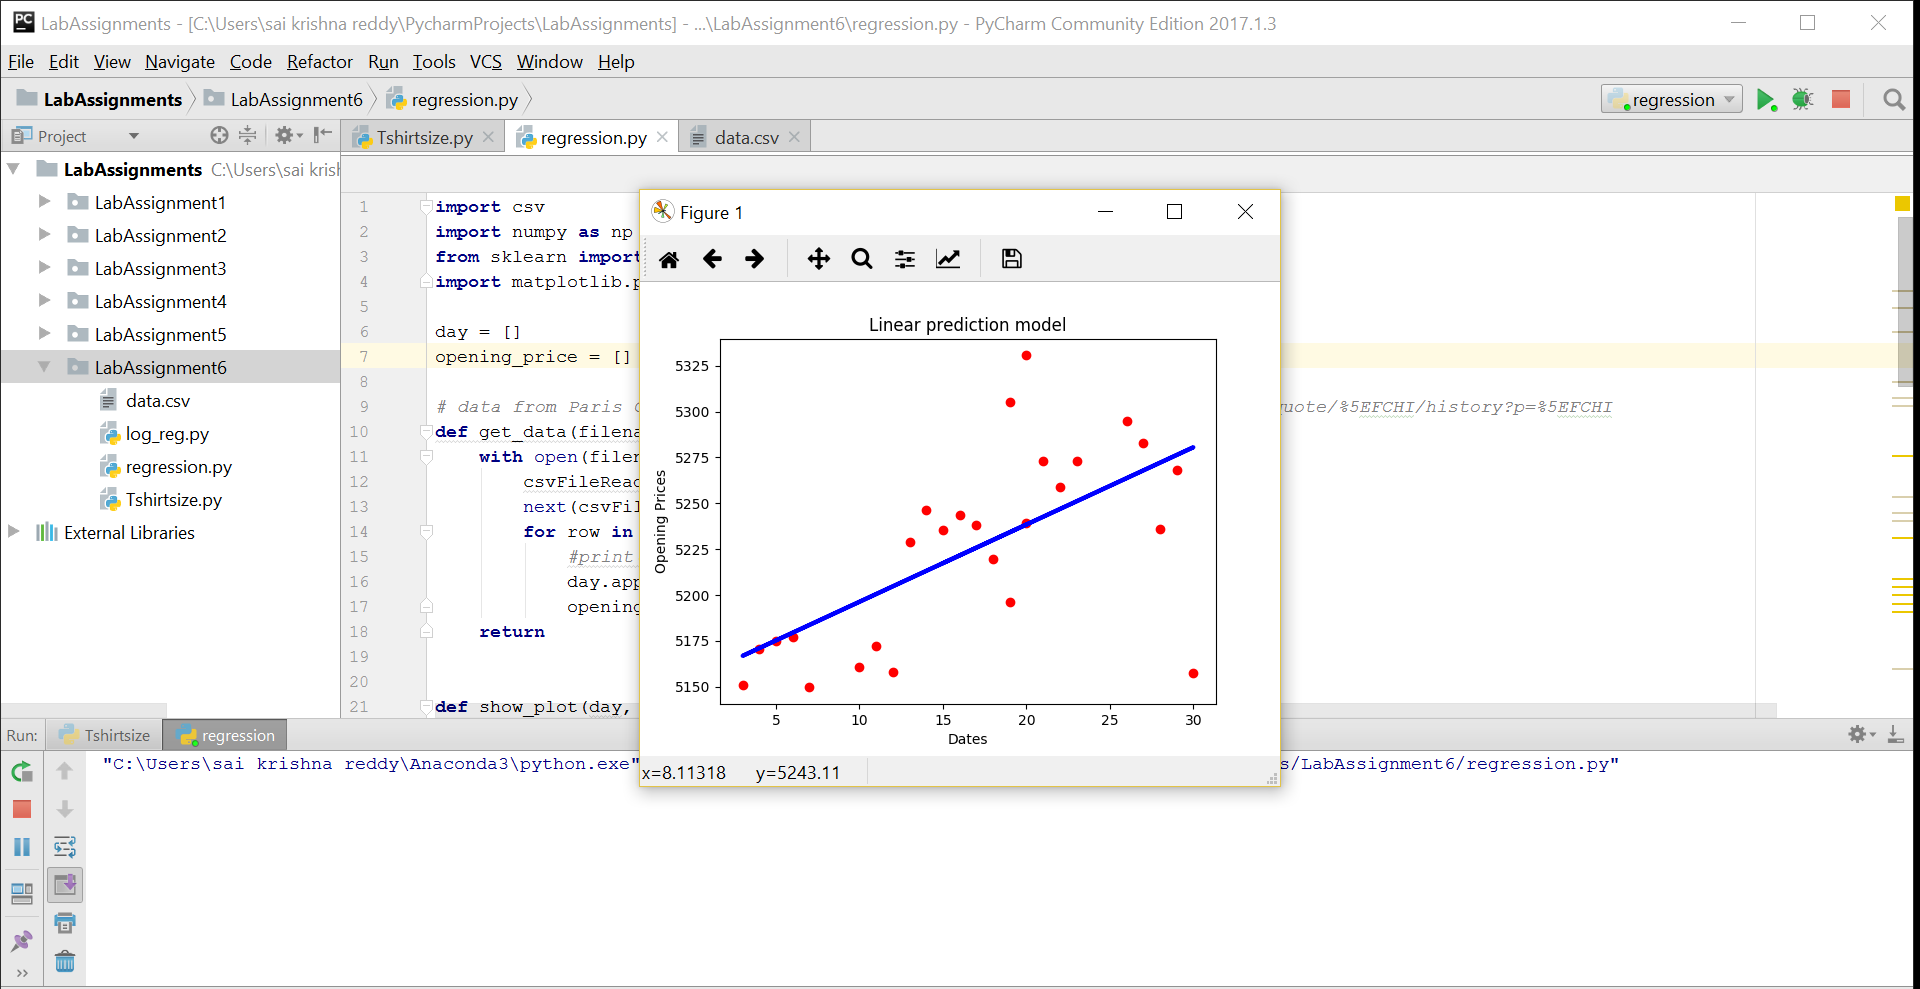 LabAssignments - [C:\Users\sai krishna reddy\PycharmProjects\LabAssignments] - ...\LabAssignment6\regression.py - PyCharm Community Edition 2017.1.3
File Edit View Navigate Code Refactor Run Tools VCS Window Help
LabAssignments LabAssignment6 regression.py regression
Project Tshirtsize.py regression.py data.csv
LabAssignments C:\Users\sai krish
LabAssignment1
LabAssignment2
LabAssignment3
LabAssignment4
LabAssignment5
LabAssignment6
data.csv
log_reg.py
regression.py
Tshirtsize.py
External Libraries
1 import csv
2 import numpy as np
3 from sklearn import
4 import matplotlib.p
5
6 day = []
7 opening_price = []
8
9 # data from Paris quote/%5EFCHI/history?p=%5EFCHI
10 def get_data(filena
11 with open(filen
12 csvFileRead
13 next(csvFil
14 for row in
15 #print
16 day.app
17 opening
18 return
19
20
21 def show_plot(day,
Figure 1
Linear prediction model
Opening Prices
5325
5300
5275
5250
5225
5200
5175
5150
5 10 15 20 25 30
Dates
x=8.11318 y=5243.11
Run: Tshirtsize regression
"C:\Users\sai krishna reddy\Anaconda3\python.exe" s/LabAssignment6/regression.py"